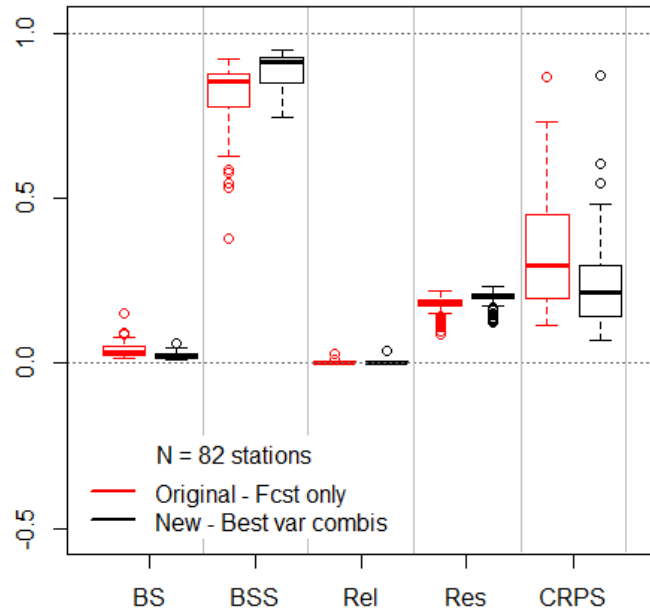 1.0
0.5
0.0
-0.5
N = 82 stations
Original - Fcst only
New - Best var combis
BS BSS Rel Res CRPS